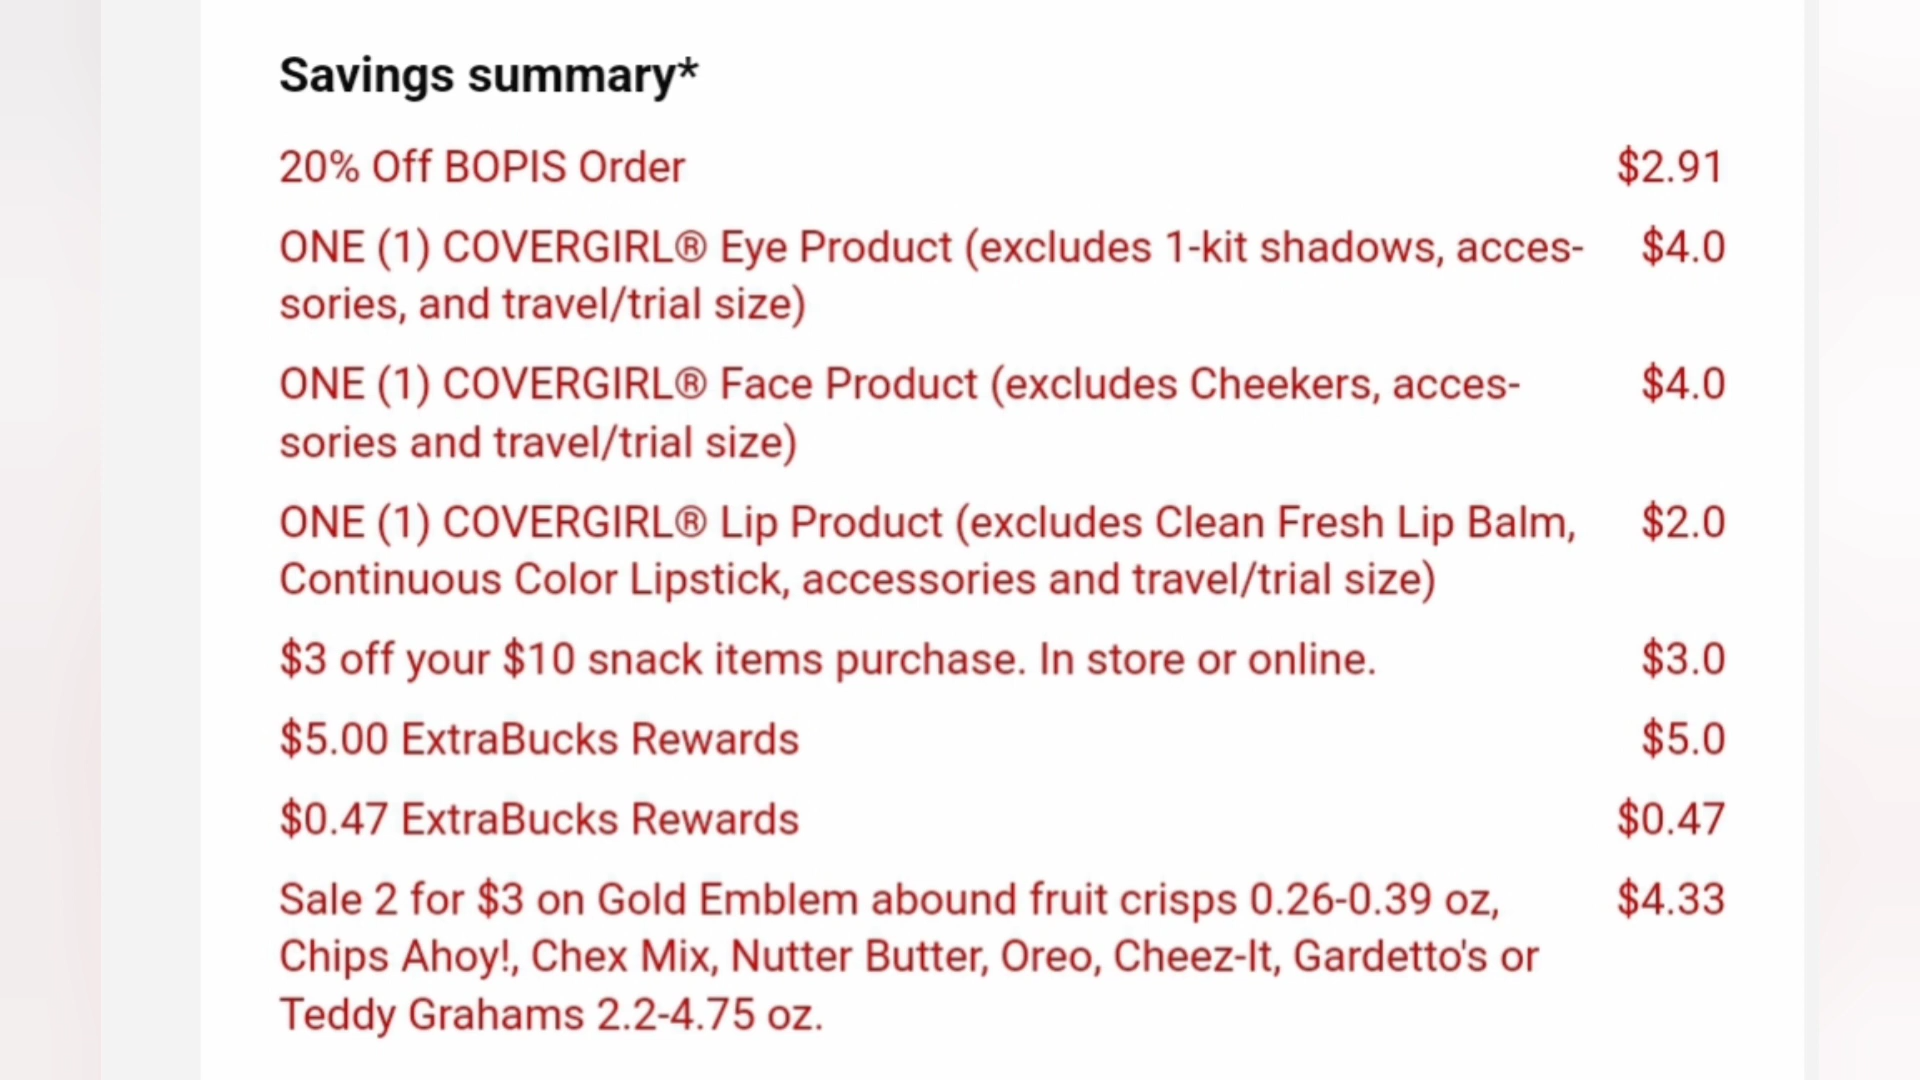 Savings summary*
20% Off BOPIS Order $2.91
ONE (1) COVERGIRL® Eye Product (excludes 1-kit shadows, acces- $4.0
sories, and travel/trial size)
ONE (1) COVERGIRL® Face Product (excludes Cheekers, acces- $4.0
sories and travel/trial size)
ONE (1) COVERGIRL® Lip Product (excludes Clean Fresh Lip Balm, $2.0
Continuous Color Lipstick, accessories and travel/trial size)
$3 off your $10 snack items purchase. In store or online. $3.0
$5.00 ExtraBucks Rewards $5.0
$0.47 ExtraBucks Rewards $0.47
Sale 2 for $3 on Gold Emblem abound fruit crisps 0.26-0.39 oz, $4.33
Chips Ahoy!, Chex Mix, Nutter Butter, Oreo, Cheez-It, Gardetto's or
Teddy Grahams 2.2-4.75 oz.